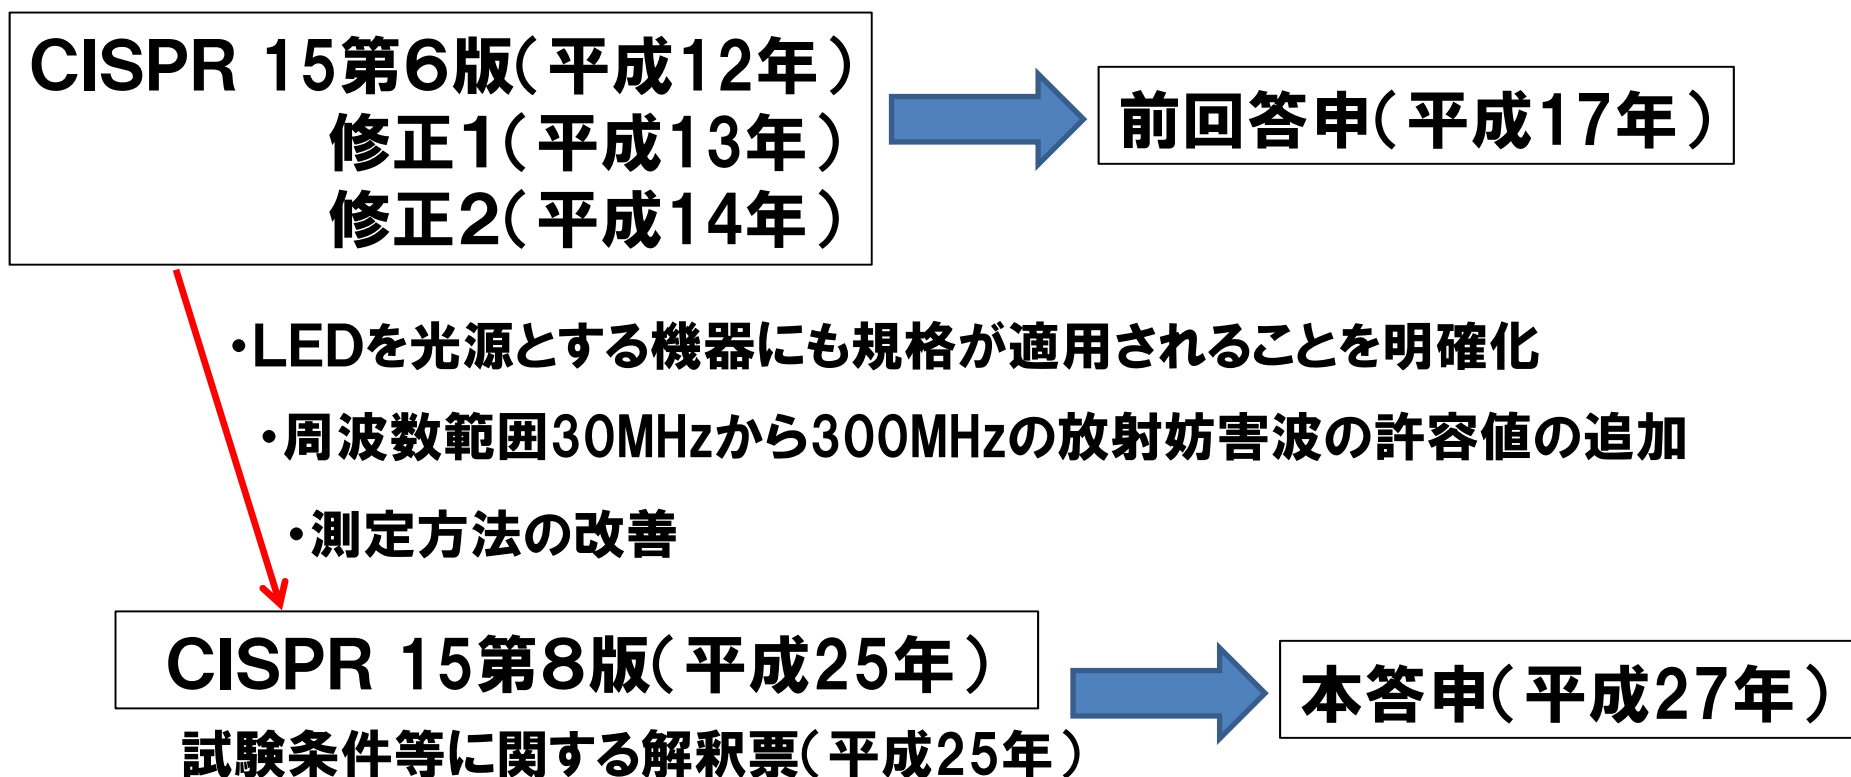 CISPR 15第6版(平成12年)
修正1(平成13年)
修正2(平成14年)
前回答申(平成17年)
・LEDを光源とする機器にも規格が適用されることを明確化
・周波数範囲30MHzから300MHzの放射妨害波の許容値の追加
・測定方法の改善
CISPR 15第8版(平成25年)
試験条件等に関する解釈票(平成25年)
本答申(平成27年)